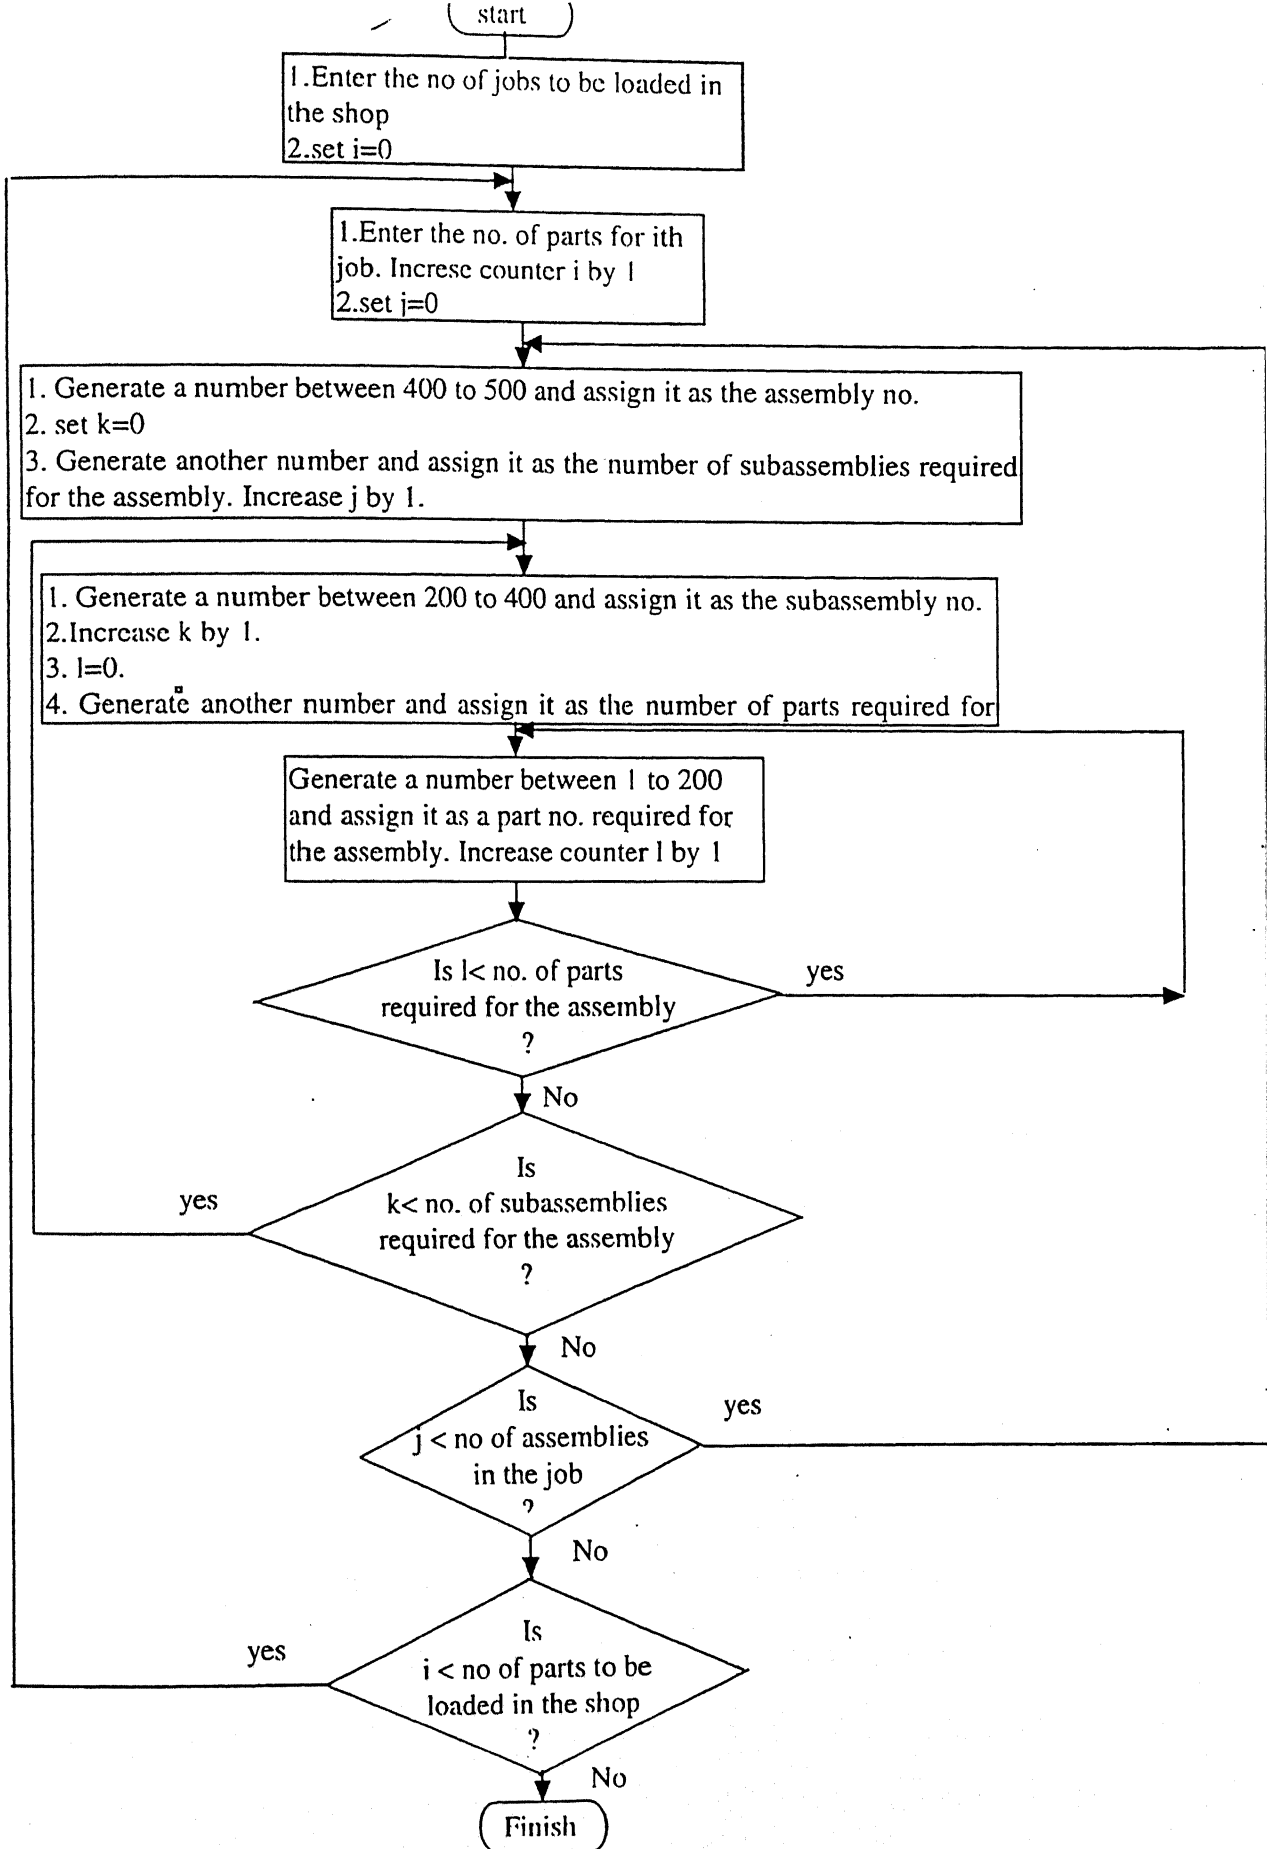 start
1.Enter the no of jobs to be loaded in
the shop
2.set i=0
1.Enter the no. of parts for ith
job. Increse counter i by 1
2.set j=0
1. Generate a number between 400 to 500 and assign it as the assembly no.
2. set k=0
3. Generate another number and assign it as the number of subassemblies required
for the assembly. Increase j by 1.
1. Generate a number between 200 to 400 and assign it as the subassembly no.
2.Increase k by 1.
3. l=0.
4. Generate another number and assign it as the number of parts required for
Generate a number between 1 to 200
and assign it as a part no. required for
the assembly. Increase counter l by 1
Is l< no. of parts
required for the assembly
?
yes
No
Is
k< no. of subassemblies
required for the assembly
?
yes
No
Is
j < no of assemblies
in the job
?
yes
No
Is
i < no of parts to be
loaded in the shop
?
yes
No
Finish